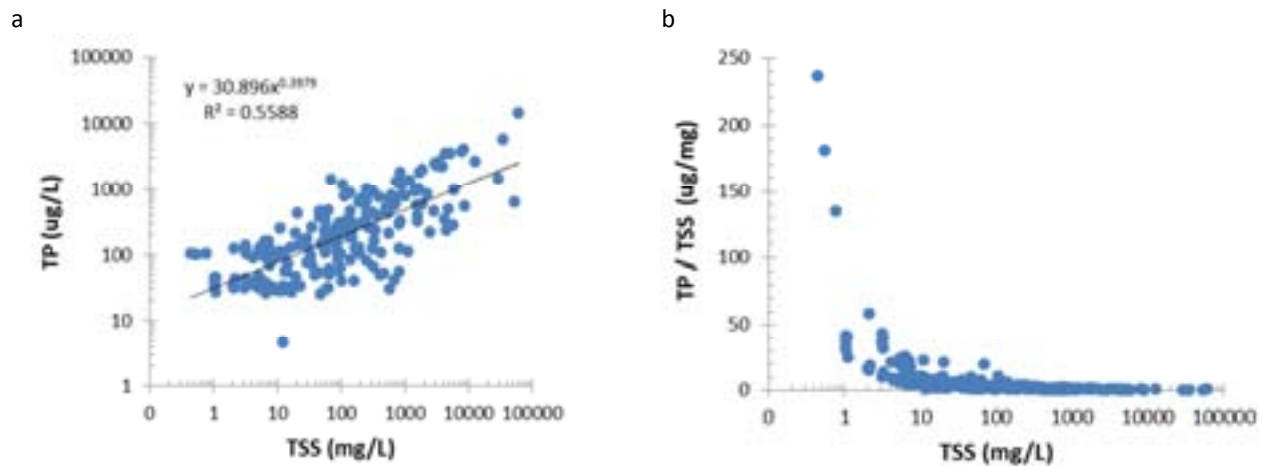 a
100000
10000
1000
100
10
1
TP (ug/L)
y = 30.896x^0.3979
R² = 0.5588
0 1 10 100 1000 10000 100000
TSS (mg/L)
b
250
200
150
100
50
0
TP / TSS (ug/mg)
0 1 10 100 1000 10000 100000
TSS (mg/L)